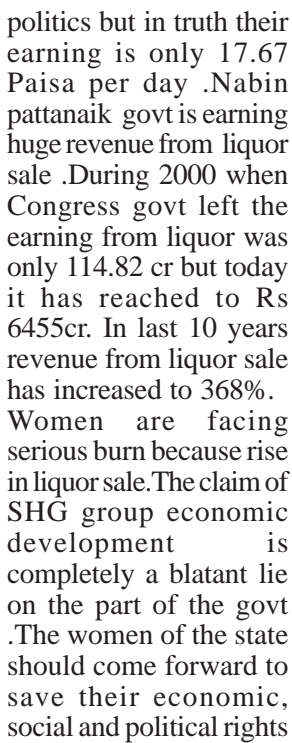 politics but in truth their
earning is only 17.67
Paisa per day .Nabin
pattanaik govt is earning
huge revenue from liquor
sale .During 2000 when
Congress govt left the
earning from liquor was
only 114.82 cr but today
it has reached to Rs
6455cr. In last 10 years
revenue from liquor sale
has increased to 368%.
Women are facing
serious burn because rise
in liquor sale.The claim of
SHG group economic
development is
completely a blatant lie
on the part of the govt
.The women of the state
should come forward to
save their economic,
social and political rights